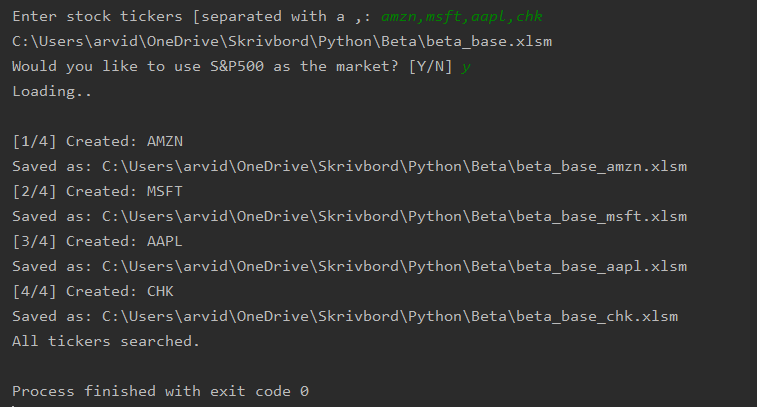 Enter stock tickers [separated with a ,: amzn,msft,aapl,chk
C:\Users\arvid\OneDrive\Skrivbord\Python\Beta\beta_base.xlsm
Would you like to use S&P500 as the market? [Y/N] y
Loading..
[1/4] Created: AMZN
Saved as: C:\Users\arvid\OneDrive\Skrivbord\Python\Beta\beta_base_amzn.xlsm
[2/4] Created: MSFT
Saved as: C:\Users\arvid\OneDrive\Skrivbord\Python\Beta\beta_base_msft.xlsm
[3/4] Created: AAPL
Saved as: C:\Users\arvid\OneDrive\Skrivbord\Python\Beta\beta_base_aapl.xlsm
[4/4] Created: CHK
Saved as: C:\Users\arvid\OneDrive\Skrivbord\Python\Beta\beta_base_chk.xlsm
All tickers searched.
Process finished with exit code 0